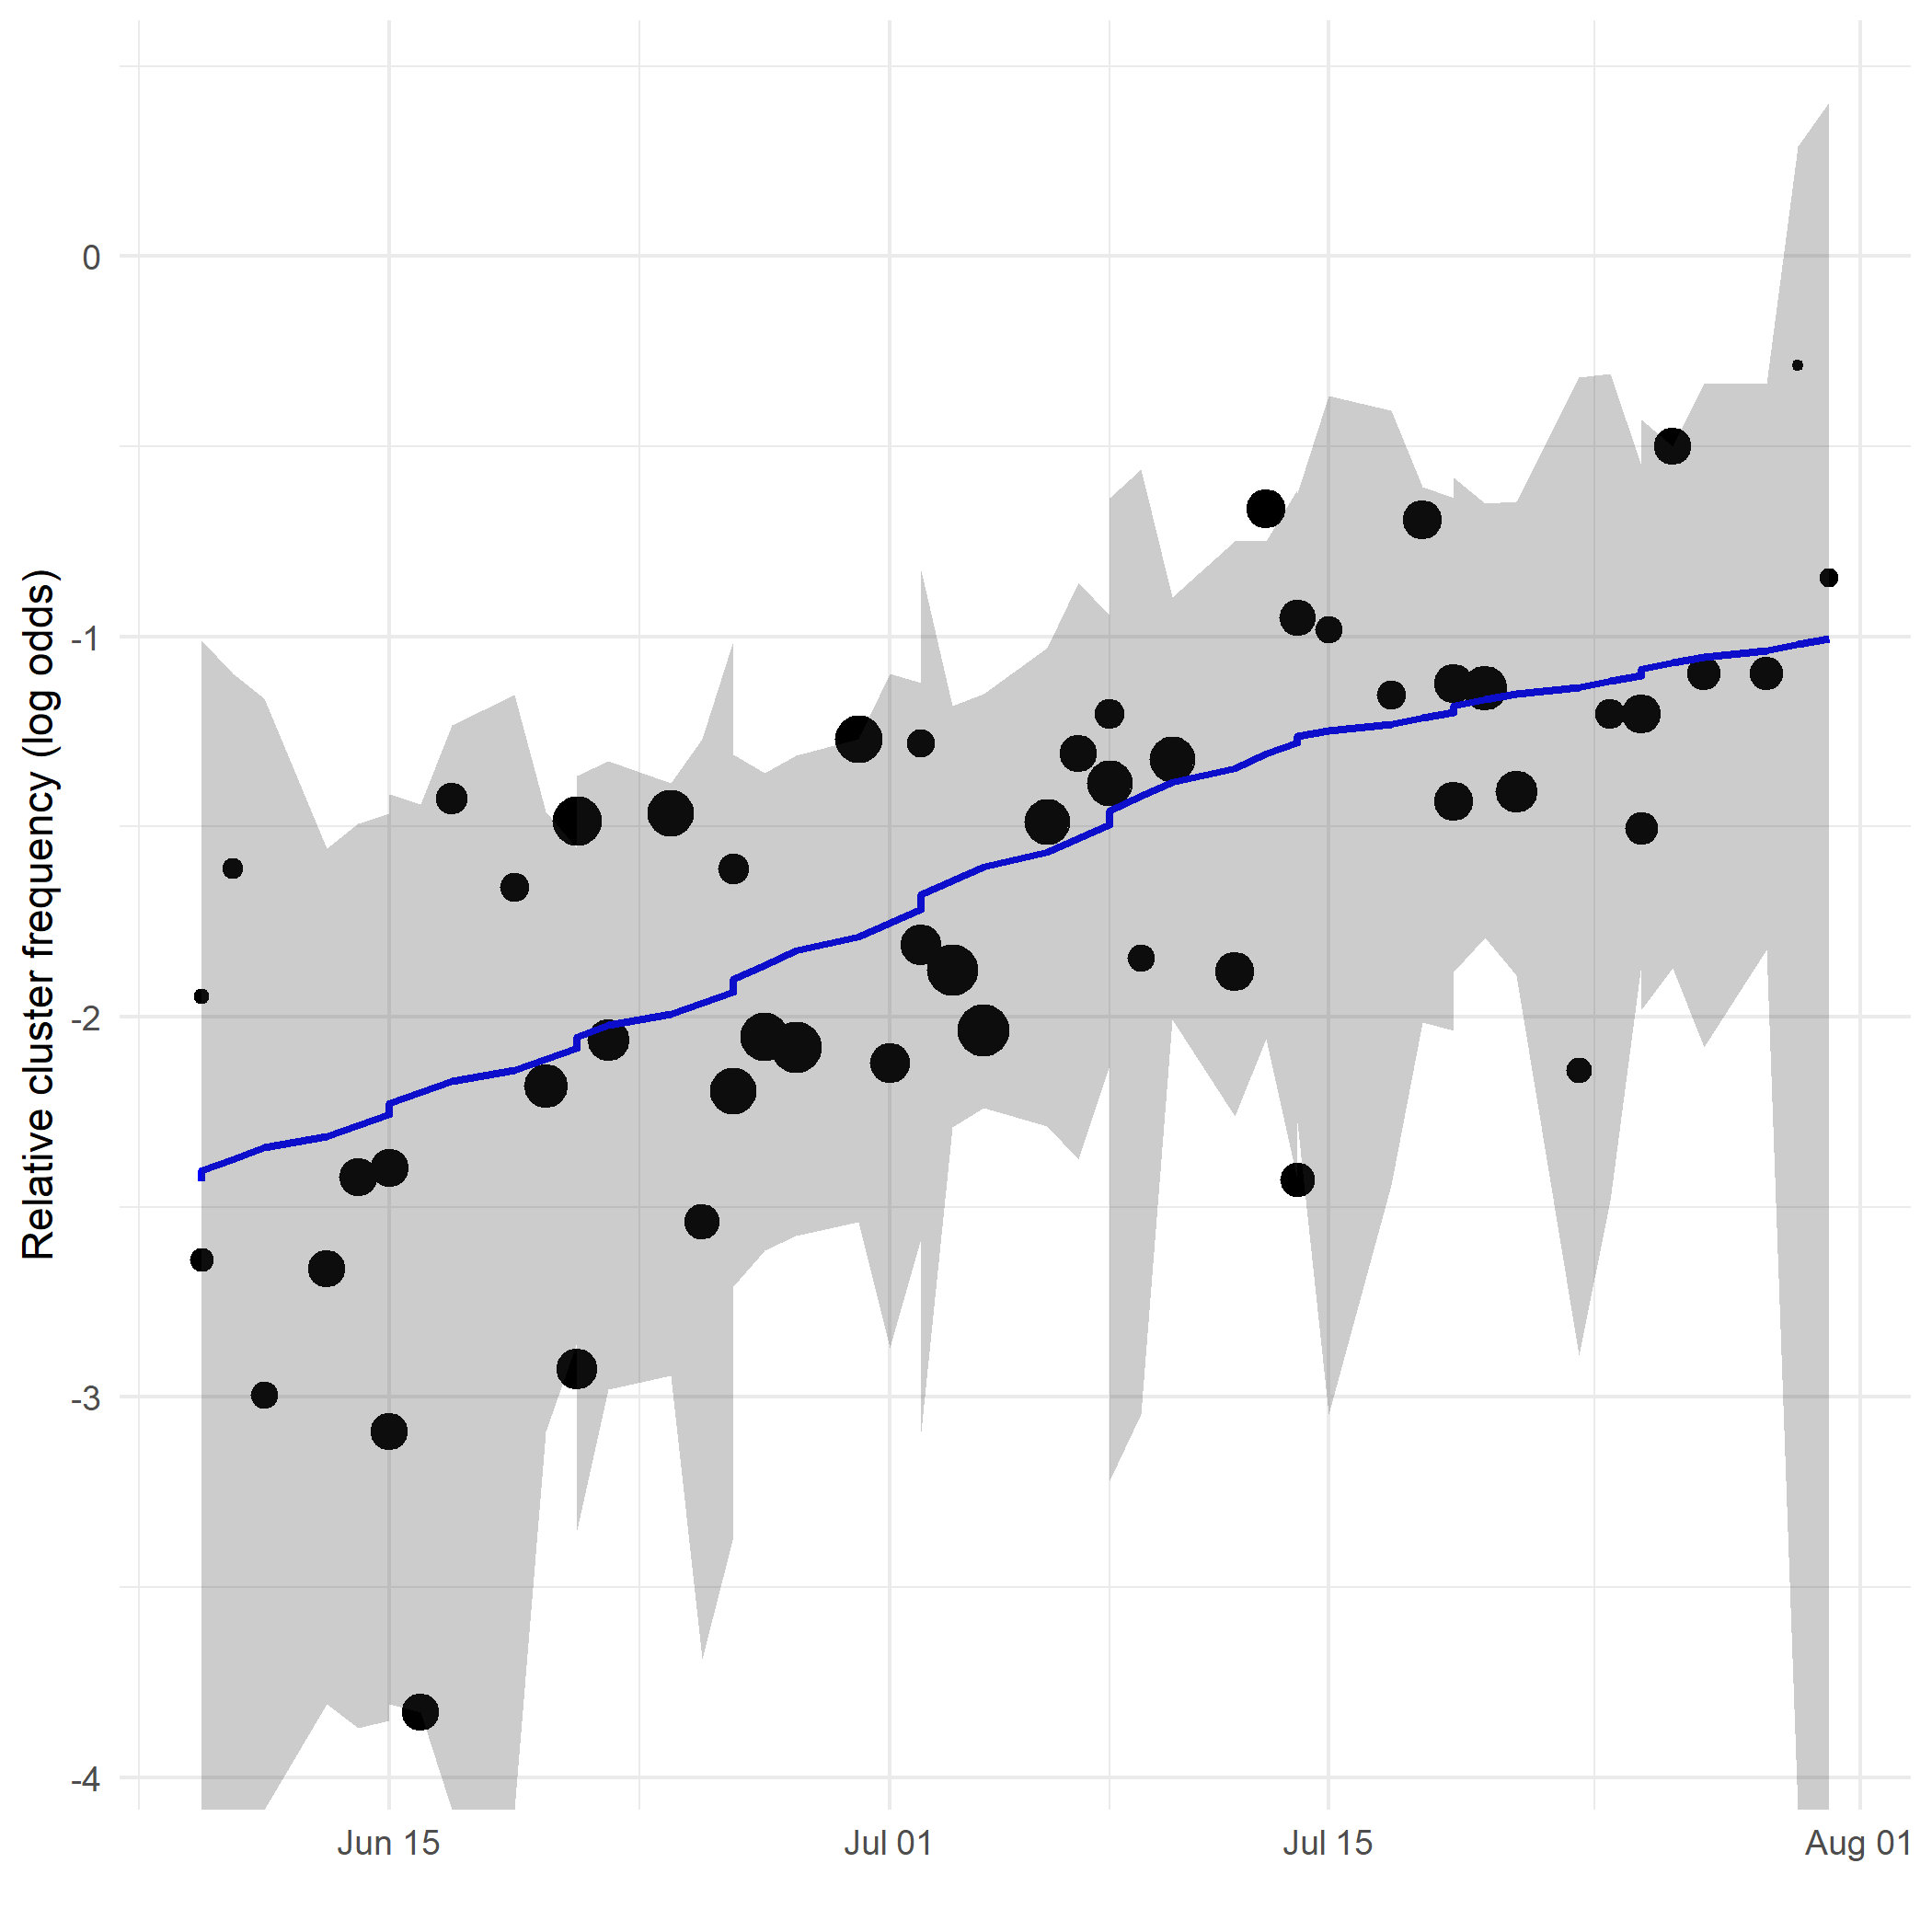 Relative cluster frequency (log odds)
0
-1
-2
-3
-4
Jun 15
Jul 01
Jul 15
Aug 01